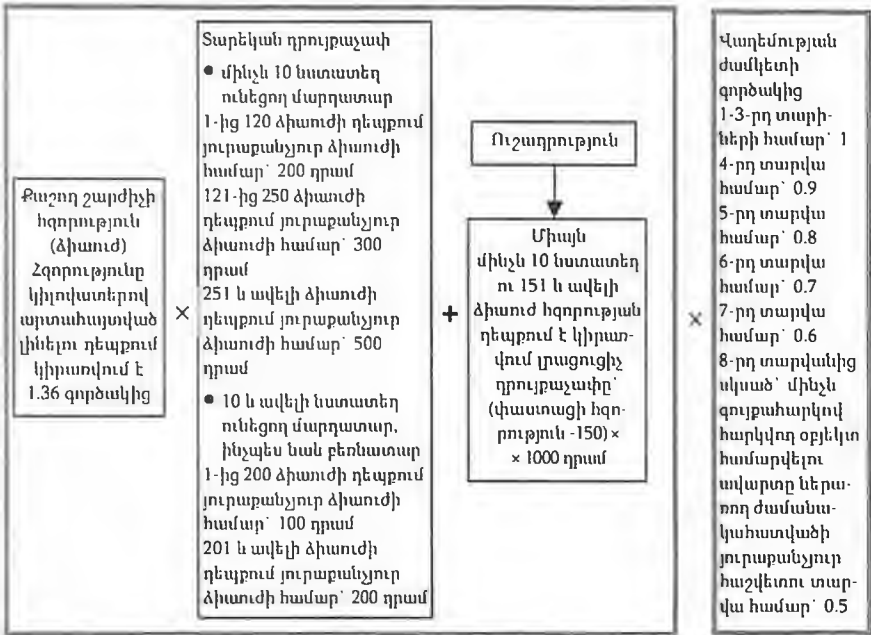 Քաշող շարժիչի
հզորություն
(ձիաուժ)
Հզորությունը
կիլովատերով
արտահայտված
լինելու դեպքում
կիրառվում է
1.36 գործակից
×
Տարեկան դրույքաչափ
● մինչև 10 նստատեղ
ունեցող մարդատար
1-ից 120 ձիաուժի դեպքում
յուրաքանչյուր ձիաուժի
համար՝ 200 դրամ
121-ից 250 ձիաուժի
դեպքում յուրաքանչյուր
ձիաուժի համար՝ 300
դրամ
251 և ավելի ձիաուժի
դեպքում յուրաքանչյուր
ձիաուժի համար՝ 500
դրամ
● 10 և ավելի նստատեղ
ունեցող մարդատար,
ինչպես նաև բեռնատար
1-ից 200 ձիաուժի դեպքում
յուրաքանչյուր ձիաուժի
համար՝ 100 դրամ
201 և ավելի ձիաուժի
դեպքում յուրաքանչյուր
ձիաուժի համար՝ 200 դրամ
+
Ուշադրություն
Միայն
մինչև 10 նստատեղ
ու 151 և ավելի
ձիաուժ հզորության
դեպքում է կիրառ-
վում լրացուցիչ
դրույքաչափը՝
(փաստացի հզո-
րություն -150) ×
× 1000 դրամ
×
Վաղեմության
ժամկետի
գործակից
1-3-րդ տարի-
ների համար՝ 1
4-րդ տարվա
համար՝ 0.9
5-րդ տարվա
համար՝ 0.8
6-րդ տարվա
համար՝ 0.7
7-րդ տարվա
համար՝ 0.6
8-րդ տարվանից
սկսած՝ մինչև
գույքահարկով
հարկվող օբյեկտ
համարվելու
ավարտը ներա-
ռող ժամանա-
կահատվածի
յուրաքանչյուր
հաշվետու տար-
վա համար՝ 0.5